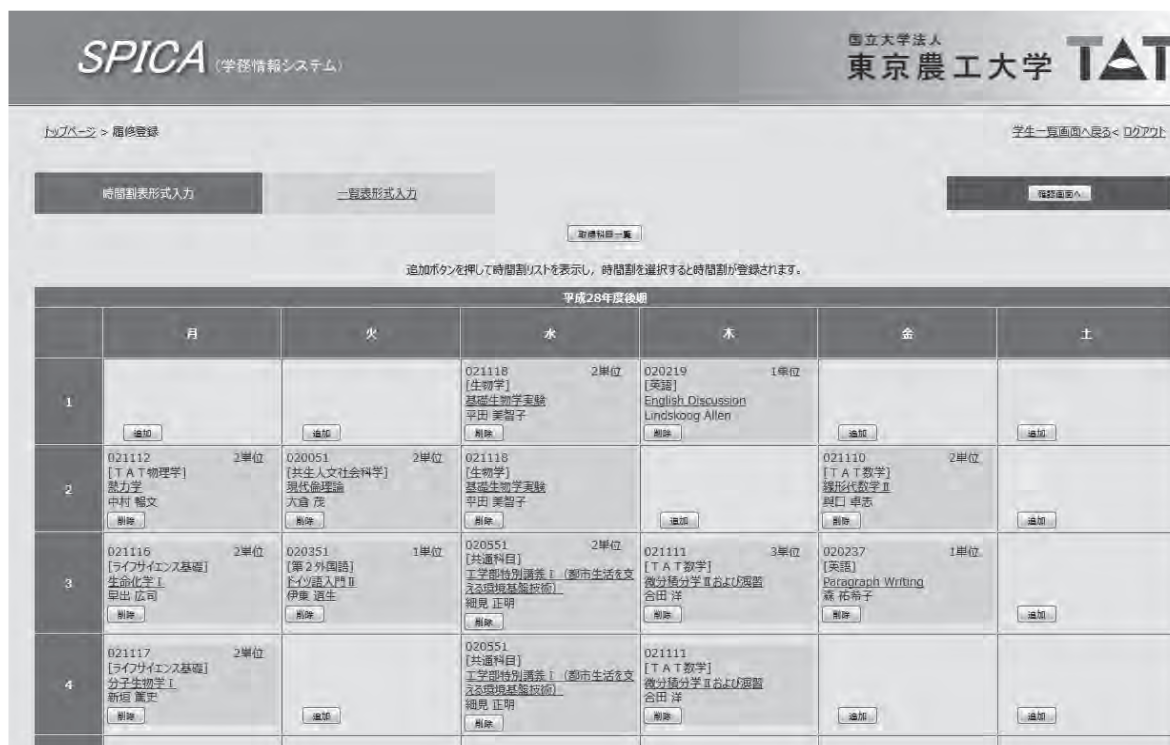 SPICA (学務情報システム)
国立大学法人
東京農工大学 TAT
トップページ > 履修登録
学生一覧画面へ戻る< ログアウト
時間割表形式入力 一覧表形式入力 確認画面へ
取得科目一覧
追加ボタンを押して時間割リストを表示し，時間割を選択すると時間割が登録されます。
平成28年度後期
月 火 水 木 金 土
1
追加
追加
021118 2単位
[生物学]
基礎生物学実験
平田 美智子
削除
020219 1単位
[英語]
English Discussion
Lindskoog Allen
削除
追加
追加
2
021112 2単位
[ＴＡＴ物理学]
熱力学
中村 暢文
削除
020051 2単位
[共生人文社会科学]
現代倫理論
大倉 茂
削除
021118
[生物学]
基礎生物学実験
平田 美智子
削除
追加
021110 2単位
[ＴＡＴ数学]
線形代数学Ⅱ
與口 卓志
削除
追加
3
021116 2単位
[ライフサイエンス基礎]
生命化学Ⅰ
早出 広司
削除
020351 1単位
[第２外国語]
ドイツ語入門Ⅱ
伊東 道生
削除
020551 2単位
[共通科目]
工学部特別講義Ⅰ（都市生活を支
える環境基盤技術）
細見 正明
削除
021111 3単位
[ＴＡＴ数学]
微分積分学Ⅱおよび演習
合田 洋
削除
020237 1単位
[英語]
Paragraph Writing
森 祐希子
削除
追加
4
021117 2単位
[ライフサイエンス基礎]
分子生物学Ⅰ
新垣 篤史
削除
追加
020551
[共通科目]
工学部特別講義Ⅰ（都市生活を支
える環境基盤技術）
細見 正明
削除
021111
[ＴＡＴ数学]
微分積分学Ⅱおよび演習
合田 洋
削除
追加
追加